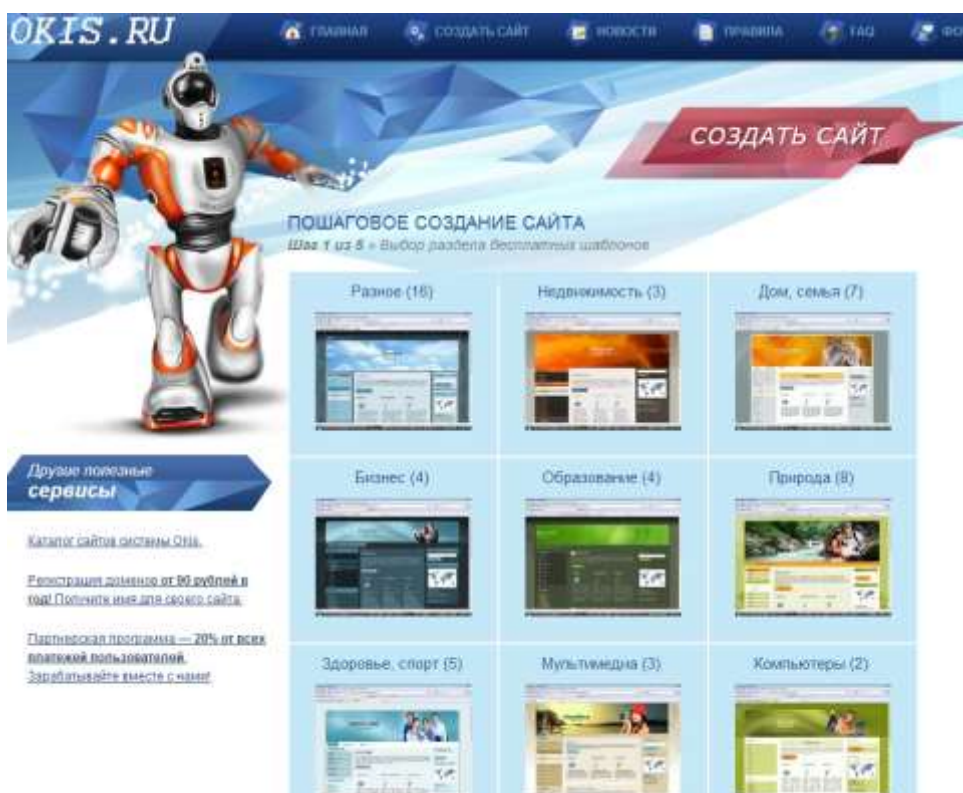 OKIS.RU
ГЛАВНАЯ
СОЗДАТЬ САЙТ
НОВОСТИ
ПРАВИЛА
FAQ
ФО
СОЗДАТЬ САЙТ
ПОШАГОВОЕ СОЗДАНИЕ САЙТА
Шаг 1 из 5 » Выбор раздела бесплатных шаблонов
Разное (16)
Недвижимость (3)
Дом, семья (7)
Другие полезные
сервисы
Бизнес (4)
Образование (4)
Природа (8)
Каталог сайтов системы Okis.
Регистрация доменов от 90 рублей в
год! Получите имя для своего сайта.
Партнерская программа — 20% от всех
платежей пользователей.
Зарабатывайте вместе с нами!
Здоровье, спорт (5)
Мультимедиа (3)
Компьютеры (2)